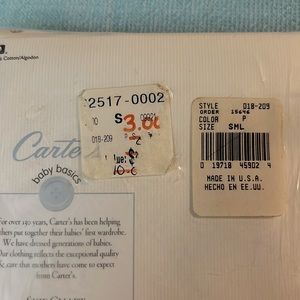 % Cotton/Algodon
2517-0002
10 S 0002
018-209 P
3.00
10-C
STYLE 018-209
ORDER 15646
COLOR P
SIZE SML
0 19718 45902 4
MADE IN U.S.A.
HECHO EN EE.UU.
Carter's
baby basics
For over 130 years, Carter's has been helping
others put together their babies' first wardrobe.
We have dressed generations of babies.
Our clothing reflects the exceptional quality
& care that mothers have come to expect
from Carter's.